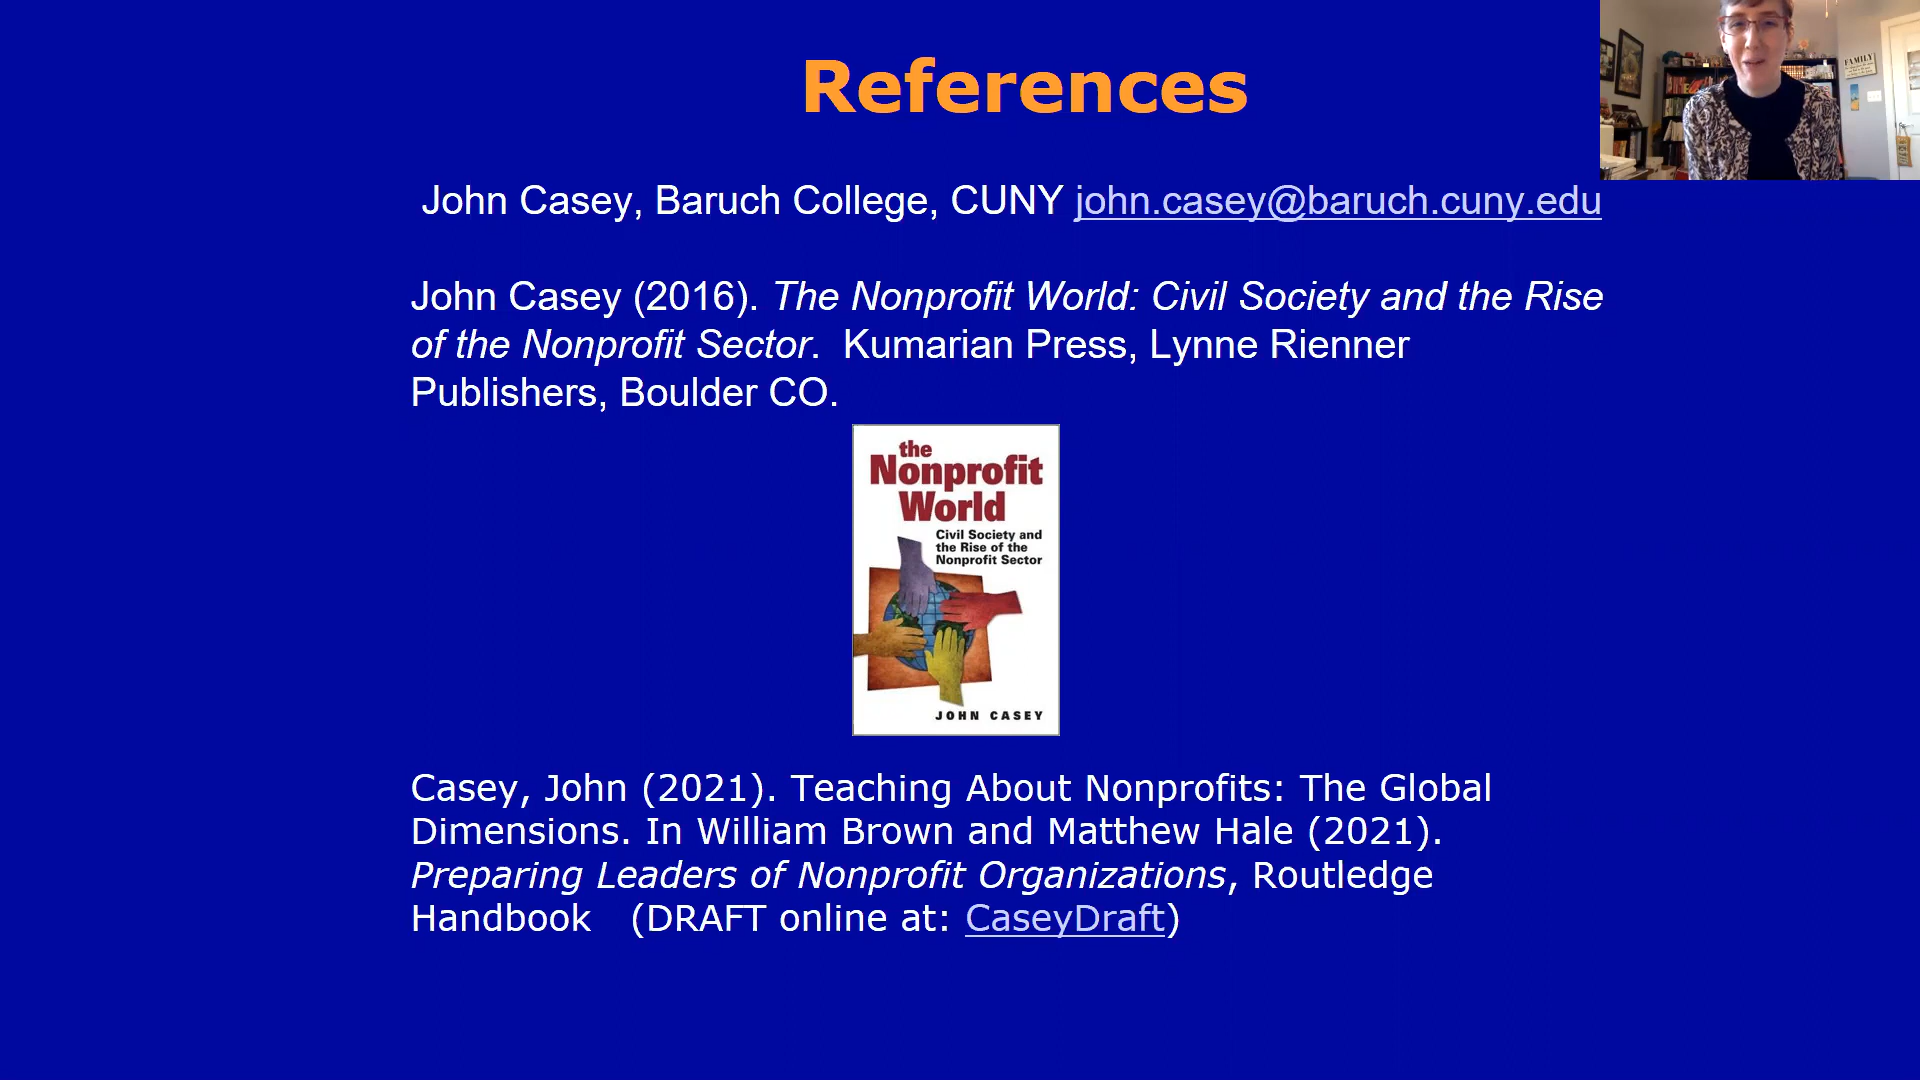 References
John Casey, Baruch College, CUNY john.casey@baruch.cuny.edu
John Casey (2016). The Nonprofit World: Civil Society and the Rise
of the Nonprofit Sector.  Kumarian Press, Lynne Rienner
Publishers, Boulder CO.
the
Nonprofit
World
Civil Society and
the Rise of the
Nonprofit Sector
JOHN CASEY
Casey, John (2021). Teaching About Nonprofits: The Global
Dimensions. In William Brown and Matthew Hale (2021).
Preparing Leaders of Nonprofit Organizations, Routledge
Handbook   (DRAFT online at: CaseyDraft)
FAMILY